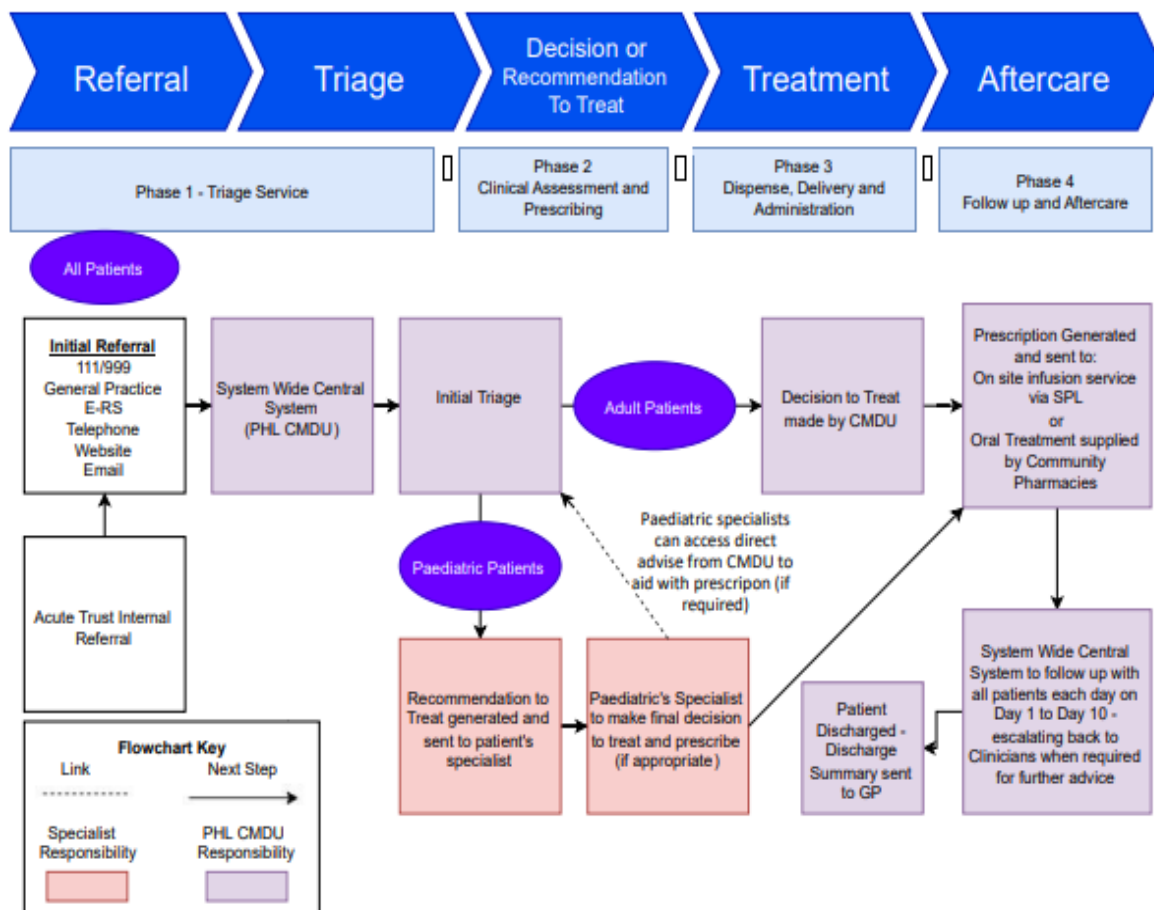 Referral
Triage
Decision or
Recommendation
To Treat
Treatment
Aftercare
Phase 1 - Triage Service
Phase 2
Clinical Assessment and
Prescribing
Phase 3
Dispense, Delivery and
Administration
Phase 4
Follow up and Aftercare
All Patients
Initial Referral
111/999
General Practice
E-RS
Telephone
Website
Email
System Wide Central
System
(PHL CMDU)
Initial Triage
Adult Patients
Decision to Treat
made by CMDU
Prescription Generated
and sent to:
On site infusion service
via SPL
or
Oral Treatment supplied
by Community
Pharmacies
Paediatric specialists
can access direct
advise from CMDU to
aid with prescripon (if
required)
Paediatric Patients
Acute Trust Internal
Referral
Recommendation to
Treat generated and
sent to patient's
specialist
Paediatric's Specialist
to make final decision
to treat and prescribe
(if appropriate)
Patient
Discharged -
Discharge
Summary sent
to GP
System Wide Central
System to follow up with
all patients each day on
Day 1 to Day 10 -
escalating back to
Clinicians when required
for further advice
Flowchart Key
Link
Next Step
Specialist
Responsibility
PHL CMDU
Responsibility